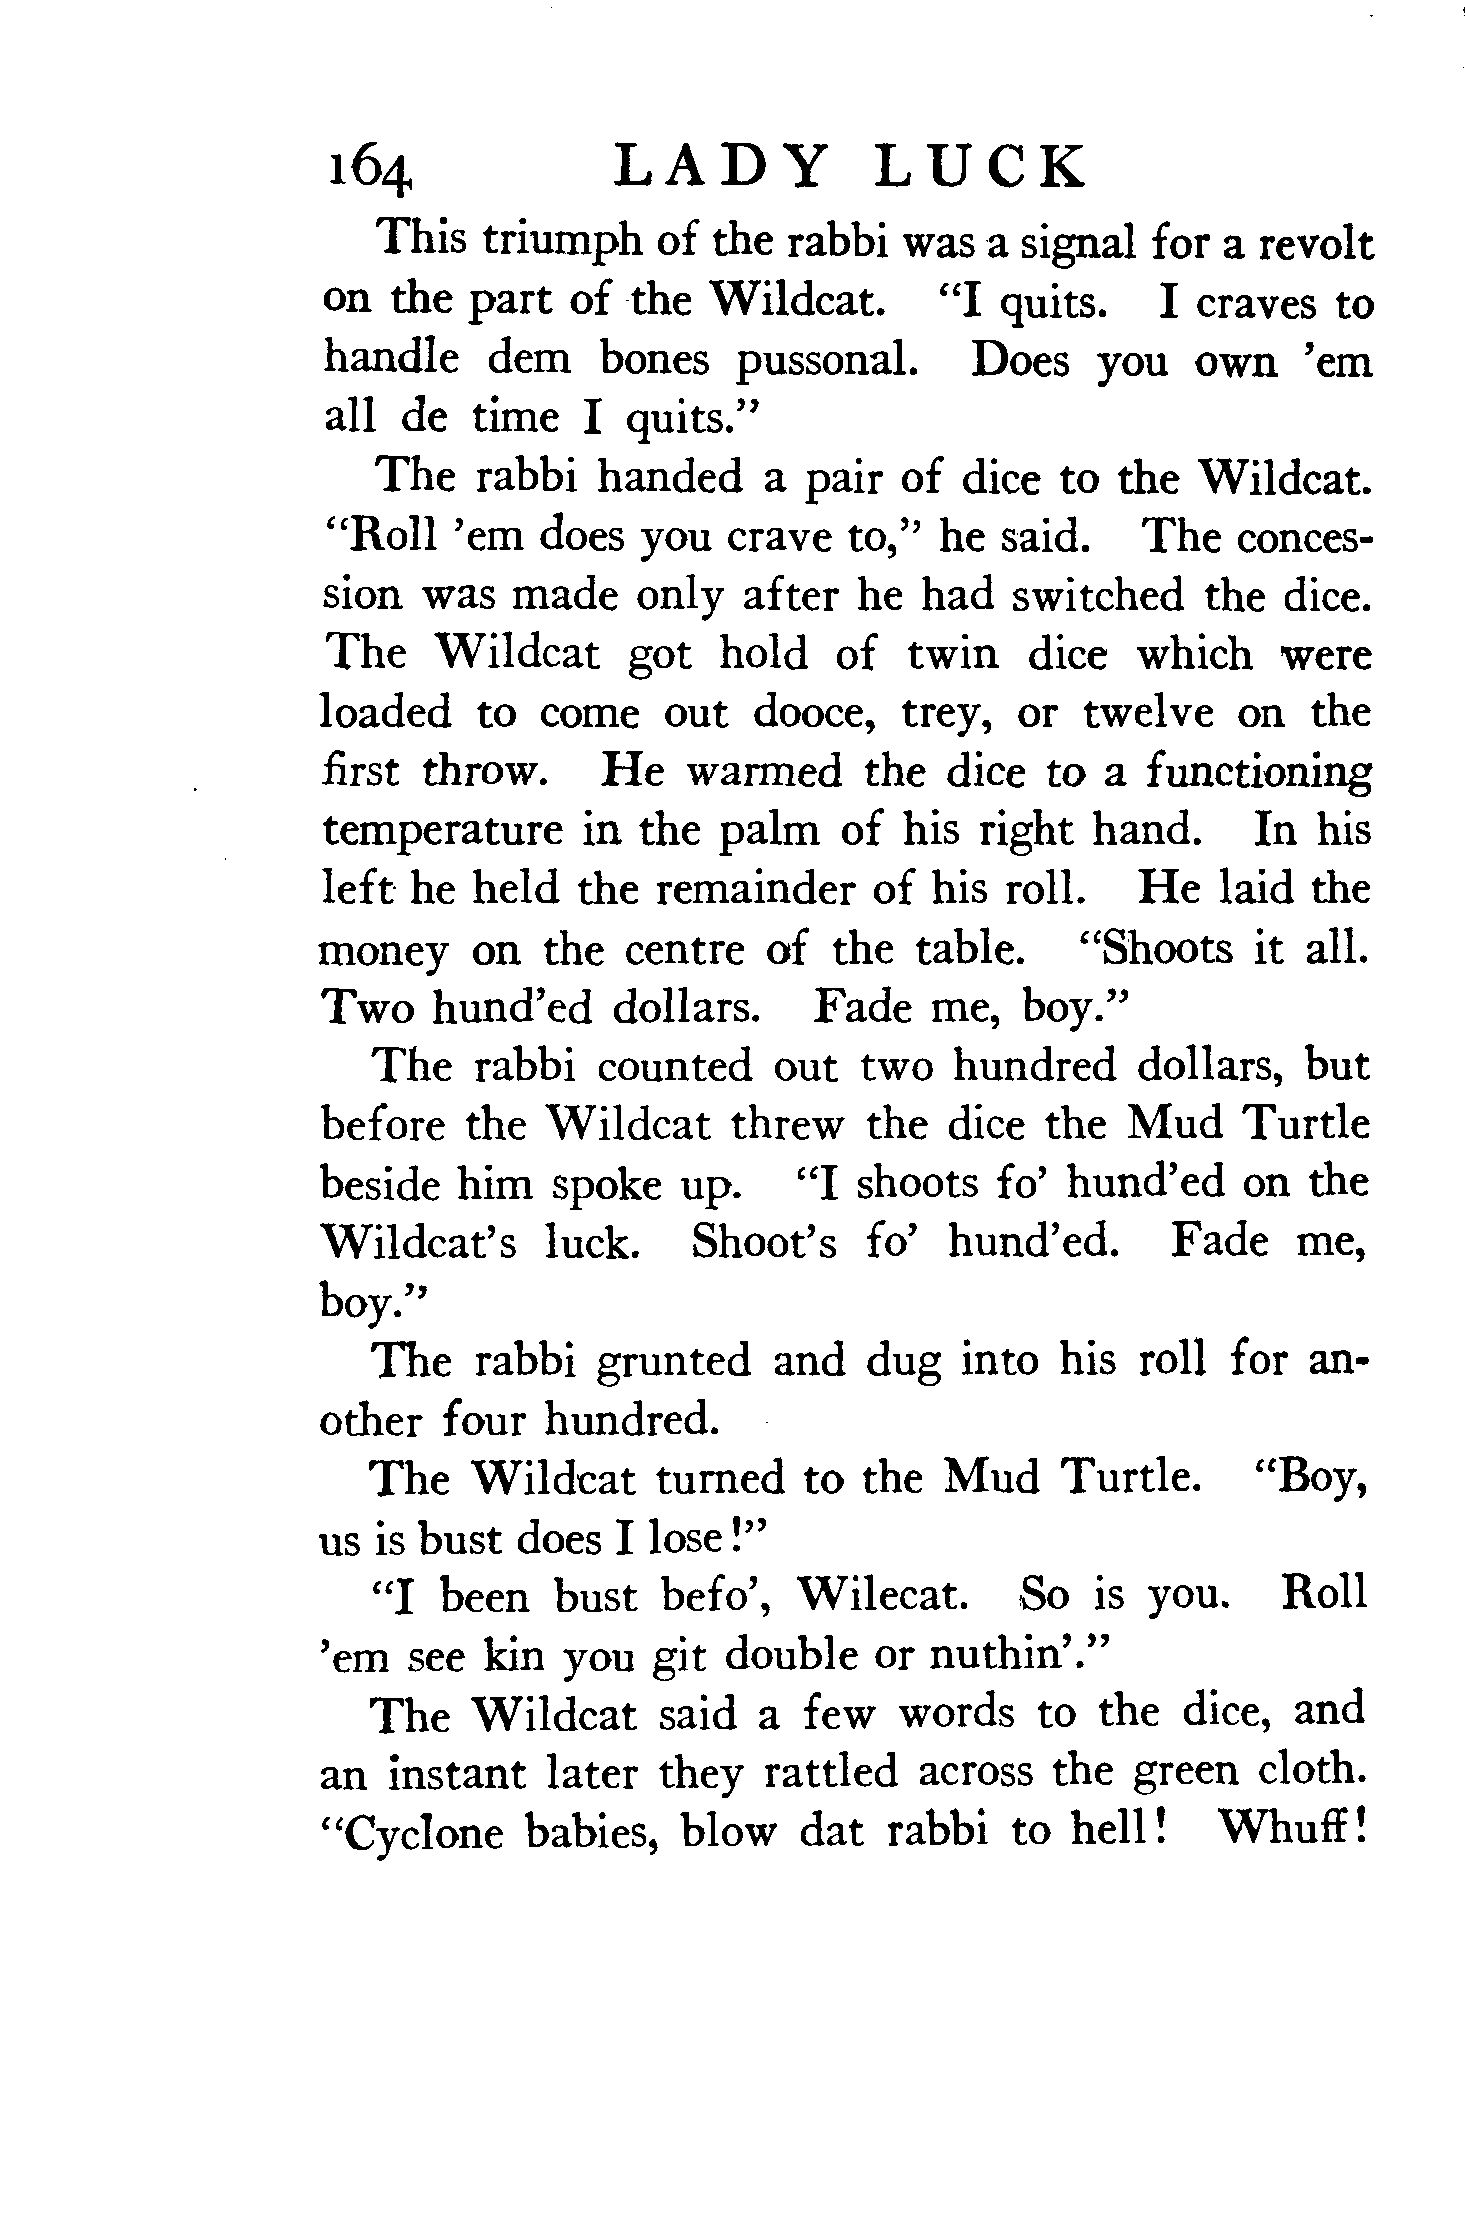 164 LADY LUCK
This triumph of the rabbi was a signal for a revolt
on the part of the Wildcat. “I quits. I craves to
handle dem bones pussonal. Does you own ’em
all de time I quits.”
The rabbi handed a pair of dice to the Wildcat.
“Roll ’em does you crave to,” he said. The conces-
sion was made only after he had switched the dice.
The Wildcat got hold of twin dice which were
loaded to come out dooce, trey, or twelve on the
first throw. He warmed the dice to a functioning
temperature in the palm of his right hand. In his
left he held the remainder of his roll. He laid the
money on the centre of the table. “Shoots it all.
Two hund’ed dollars. Fade me, boy.”
The rabbi counted out two hundred dollars, but
before the Wildcat threw the dice the Mud Turtle
beside him spoke up. “I shoots fo’ hund’ed on the
Wildcat’s luck. Shoot’s fo’ hund’ed. Fade me,
boy.”
The rabbi grunted and dug into his roll for an-
other four hundred.
The Wildcat turned to the Mud Turtle. “Boy,
us is bust does I lose!”
“I been bust befo’, Wilecat. So is you. Roll
’em see kin you git double or nuthin’.”
The Wildcat said a few words to the dice, and
an instant later they rattled across the green cloth.
“Cyclone babies, blow dat rabbi to hell! Whuff!